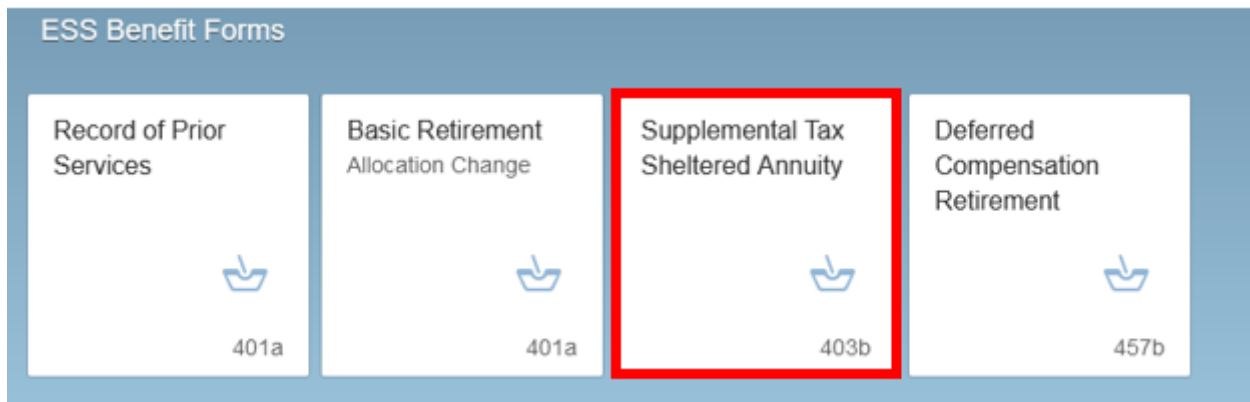 ESS Benefit Forms
Record of Prior
Services
401a
Basic Retirement
Allocation Change
401a
Supplemental Tax
Sheltered Annuity
403b
Deferred
Compensation
Retirement
457b